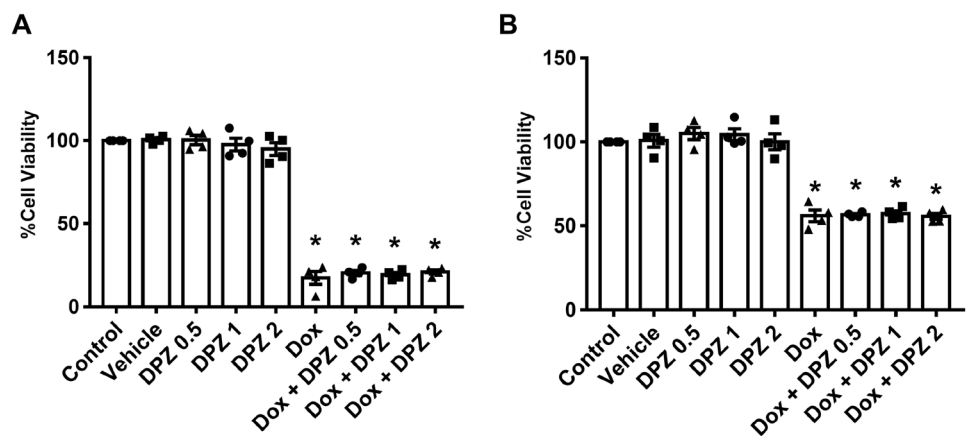 A
%Cell Viability
150
100
50
0
* * * *
Control
Vehicle
DPZ 0.5
DPZ 1
DPZ 2
Dox
Dox + DPZ 0.5
Dox + DPZ 1
Dox + DPZ 2
B
%Cell Viability
150
100
50
0
* * * *
Control
Vehicle
DPZ 0.5
DPZ 1
DPZ 2
Dox
Dox + DPZ 0.5
Dox + DPZ 1
Dox + DPZ 2